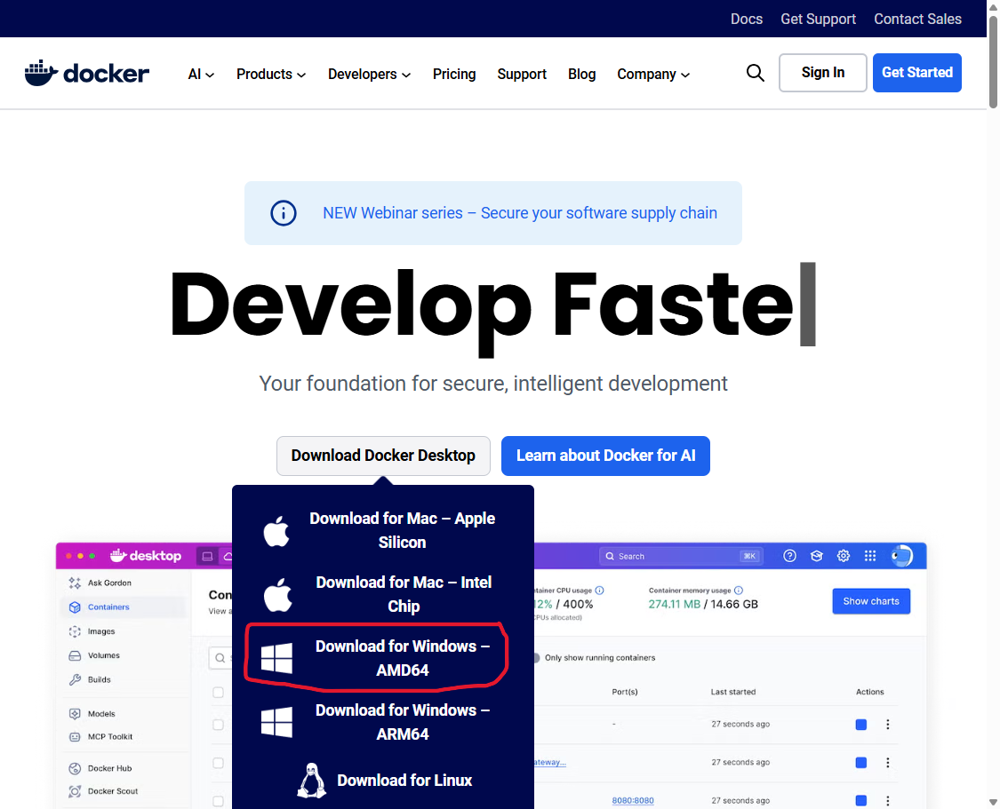 Docs Get Support Contact Sales
docker AI Products Developers Pricing Support Blog Company Sign In Get Started
NEW Webinar series – Secure your software supply chain
Develop Faste
Your foundation for secure, intelligent development
Download Docker Desktop Learn about Docker for AI
Download for Mac – Apple
Silicon
Download for Mac – Intel
Chip
Download for Windows –
AMD64
Download for Windows –
ARM64
Download for Linux
desktop Search ⌘K
Ask Gordon
Containers
Images
Volumes
Builds
Models
MCP Toolkit
Docker Hub
Docker Scout
Con
View a
tainer CPU usage Container memory usage
12% / 400% 274.11 MB / 14.66 GB
CPUs allocated)
Show charts
Only show running containers
Port(s) Last started Actions
- 27 seconds ago
ateway... 27 seconds ago
8080:8080 27 seconds ago